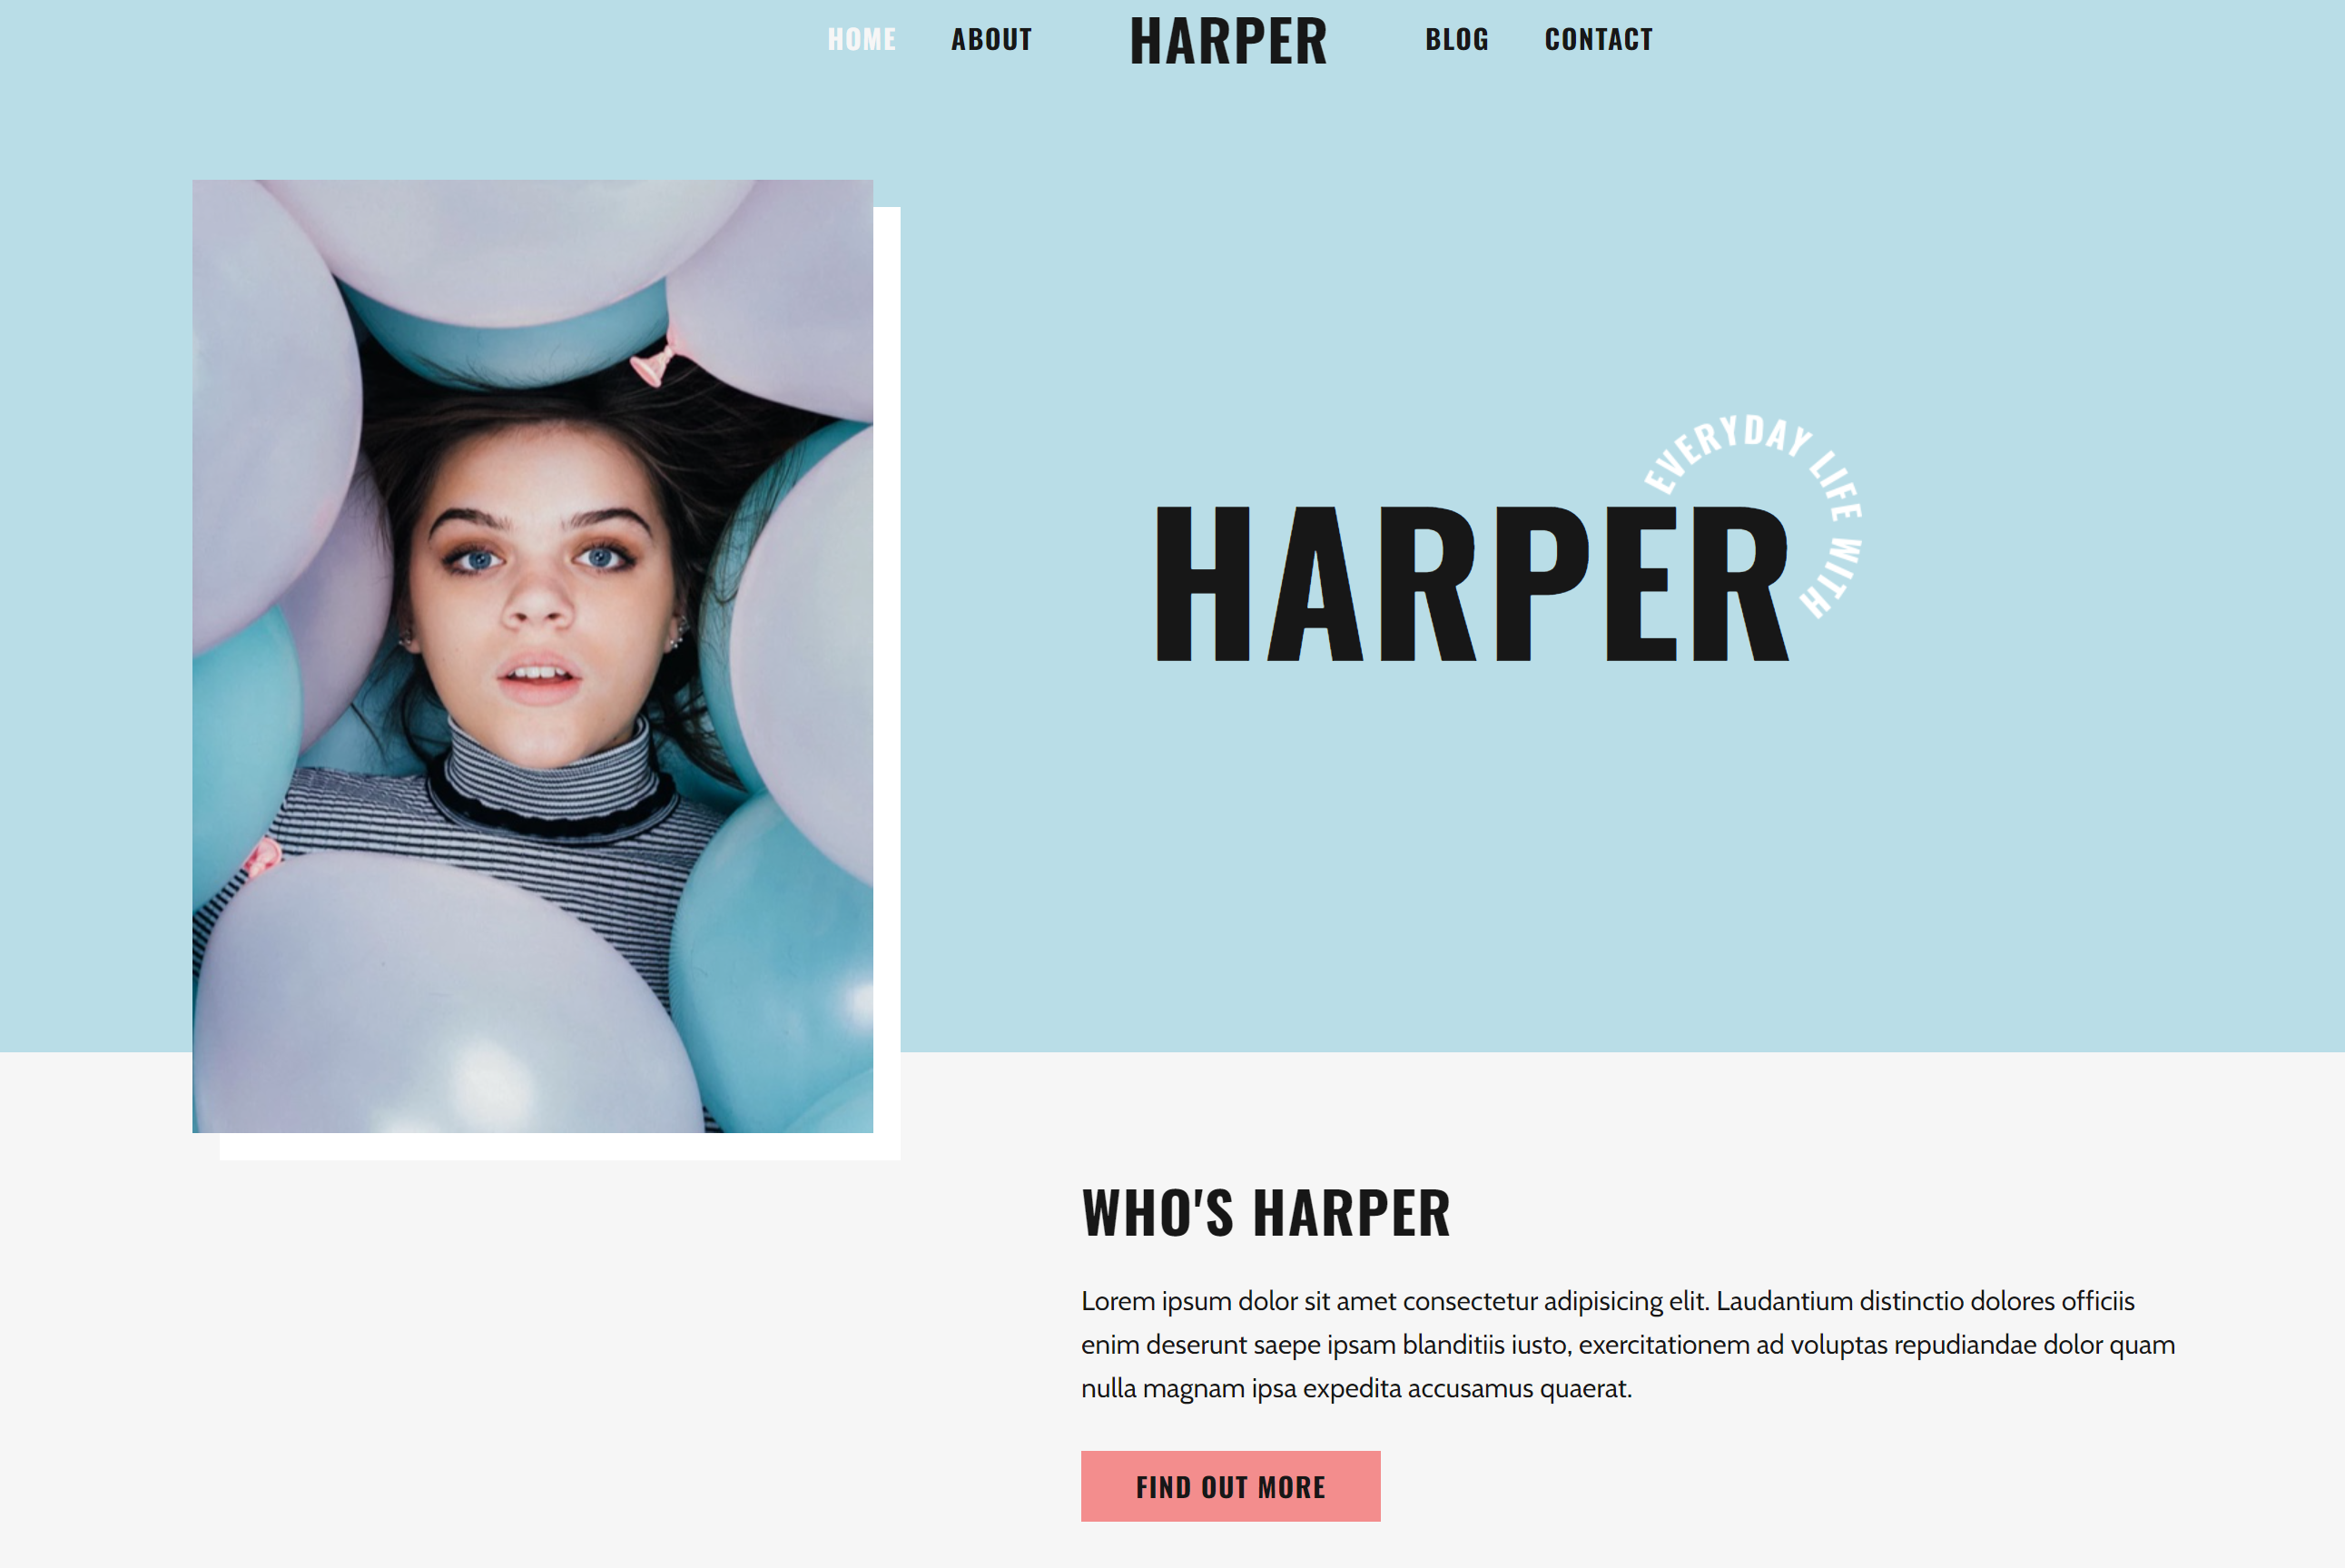 HOME ABOUT HARPER BLOG CONTACT
EVERYDAY LIFE WITH
HARPER
WHO'S HARPER
Lorem ipsum dolor sit amet consectetur adipisicing elit. Laudantium distinctio dolores officiis
enim deserunt saepe ipsam blanditiis iusto, exercitationem ad voluptas repudiandae dolor quam
nulla magnam ipsa expedita accusamus quaerat.
FIND OUT MORE